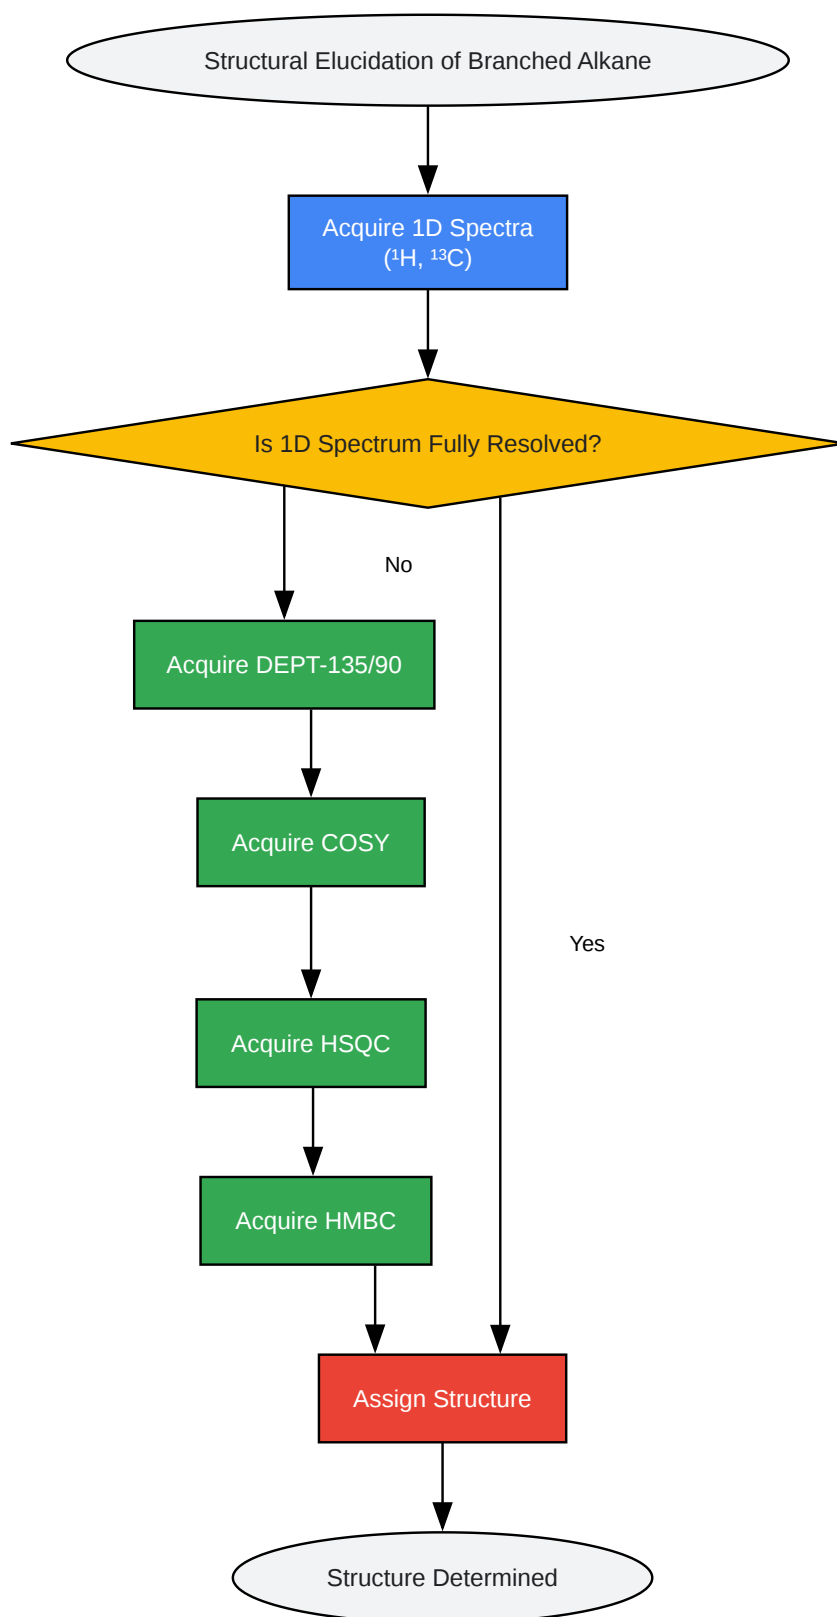 Structural Elucidation of Branched Alkane
Acquire 1D Spectra
(¹H, ¹³C)
Is 1D Spectrum Fully Resolved?
No
Acquire DEPT-135/90
Acquire COSY
Yes
Acquire HSQC
Acquire HMBC
Assign Structure
Structure Determined